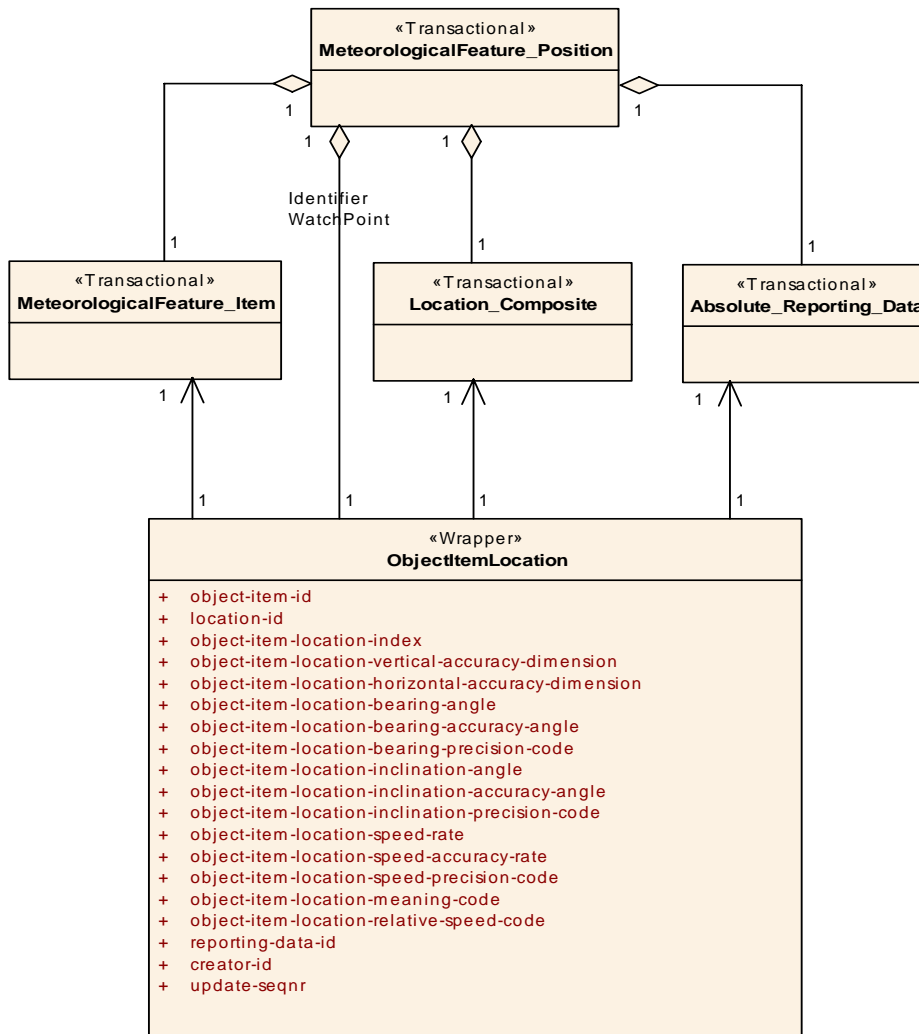 «Transactional»
MeteorologicalFeature_Position
1
1
1
1
Identifier
WatchPoint
1
1
1
«Transactional»
MeteorologicalFeature_Item
«Transactional»
Location_Composite
«Transactional»
Absolute_Reporting_Data
1
1
1
1
1
1
1
«Wrapper»
ObjectItemLocation
+ object-item-id
+ location-id
+ object-item-location-index
+ object-item-location-vertical-accuracy-dimension
+ object-item-location-horizontal-accuracy-dimension
+ object-item-location-bearing-angle
+ object-item-location-bearing-accuracy-angle
+ object-item-location-bearing-precision-code
+ object-item-location-inclination-angle
+ object-item-location-inclination-accuracy-angle
+ object-item-location-inclination-precision-code
+ object-item-location-speed-rate
+ object-item-location-speed-accuracy-rate
+ object-item-location-speed-precision-code
+ object-item-location-meaning-code
+ object-item-location-relative-speed-code
+ reporting-data-id
+ creator-id
+ update-seqnr